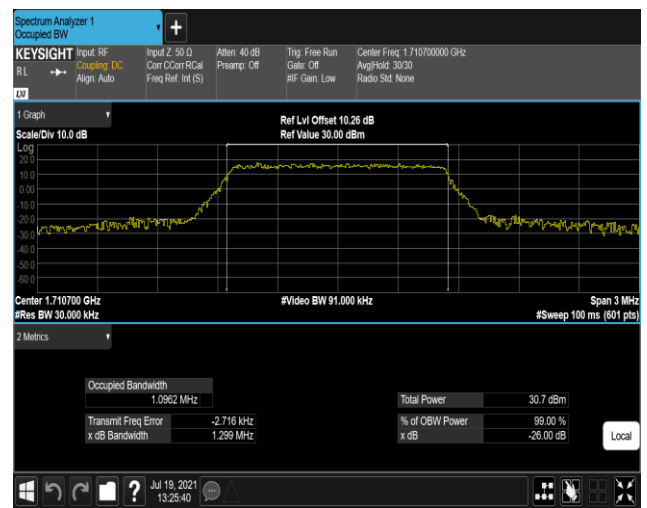 Spectrum Analyzer 1
Occupied BW
+
KEYSIGHT Input: RF Input Z: 50 Ω Atten: 40 dB Trig: Free Run Center Freq: 1.710700000 GHz
RL Coupling: DC Corr CCorr RCal Preamp: Off Gate: Off Avg|Hold: 30/30
Align: Auto Freq Ref: Int (S) #IF Gain: Low Radio Std: None
LXI
1 Graph
Ref Lvl Offset 10.26 dB
Scale/Div 10.0 dB Ref Value 30.00 dBm
Log
20.0
10.0
0.00
-10.0
-20.0
-30.0
-40.0
-50.0
-60.0
Center 1.710700 GHz #Video BW 91.000 kHz Span 3 MHz
#Res BW 30.000 kHz #Sweep 100 ms (601 pts)
2 Metrics
Occupied Bandwidth
1.0962 MHz Total Power 30.7 dBm
Transmit Freq Error -2.716 kHz % of OBW Power 99.00 %
x dB Bandwidth 1.299 MHz x dB -26.00 dB
Local
? Jul 19, 2021
13:25:40